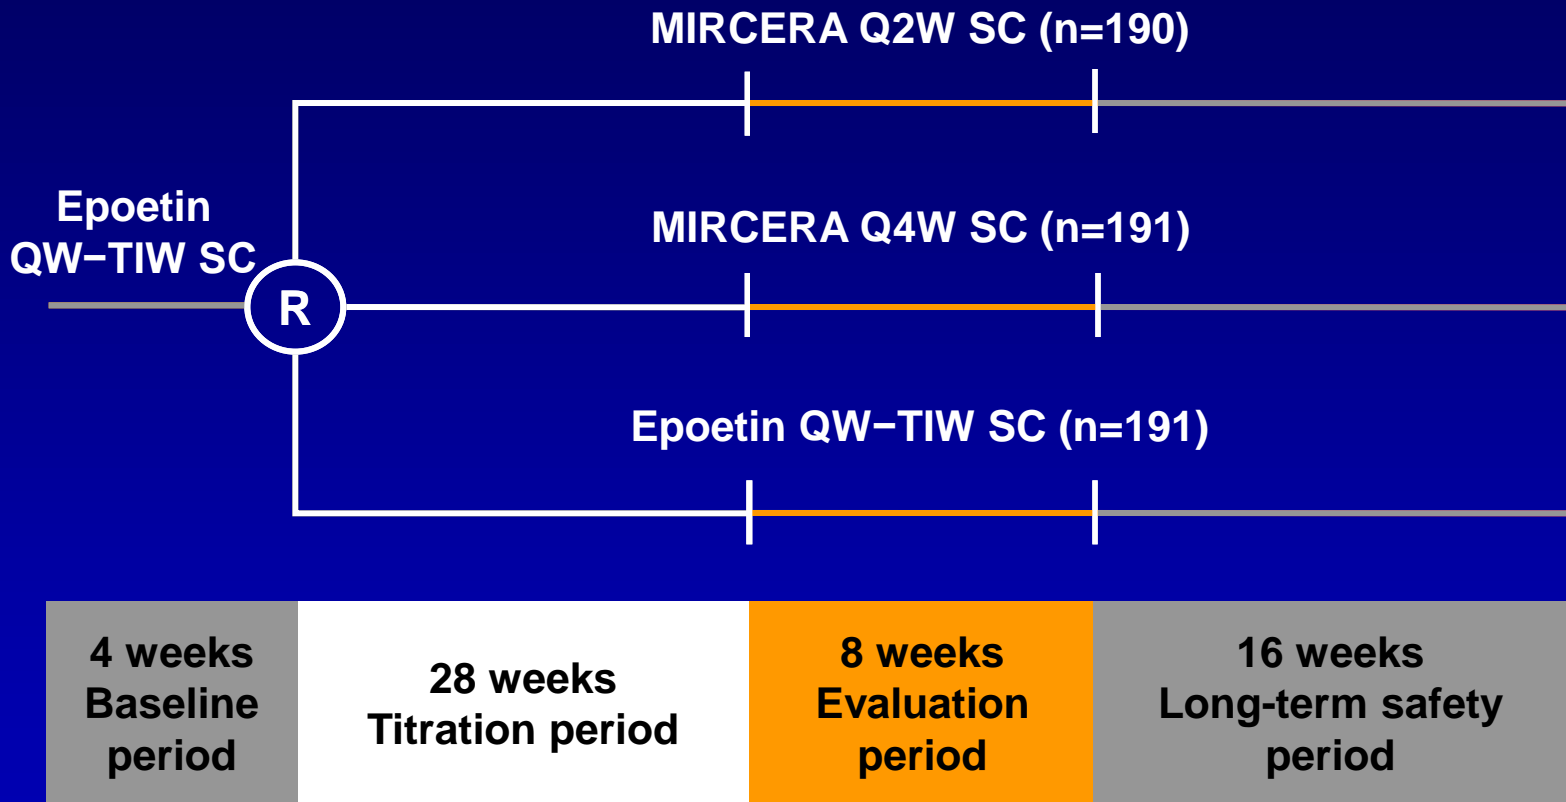 MIRCERA Q2W SC (n=190)
Epoetin
QW−TIW SC
MIRCERA Q4W SC (n=191)
R
Epoetin QW−TIW SC (n=191)
4 weeks
Baseline
period
28 weeks
Titration period
8 weeks
Evaluation
period
16 weeks
Long-term safety
period